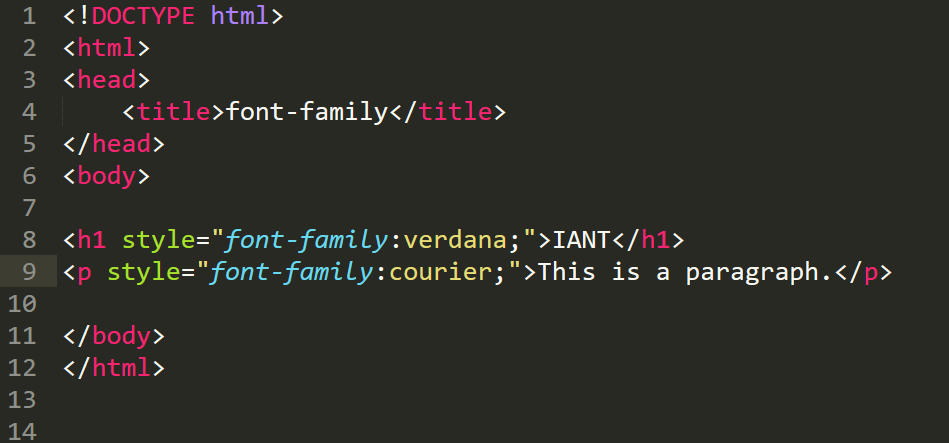 1 <!DOCTYPE html>
2 <html>
3 <head>
4     <title>font-family</title>
5 </head>
6 <body>
7
8 <h1 style="font-family:verdana;">IANT</h1>
9 <p style="font-family:courier;">This is a paragraph.</p>
10
11 </body>
12 </html>
13
14